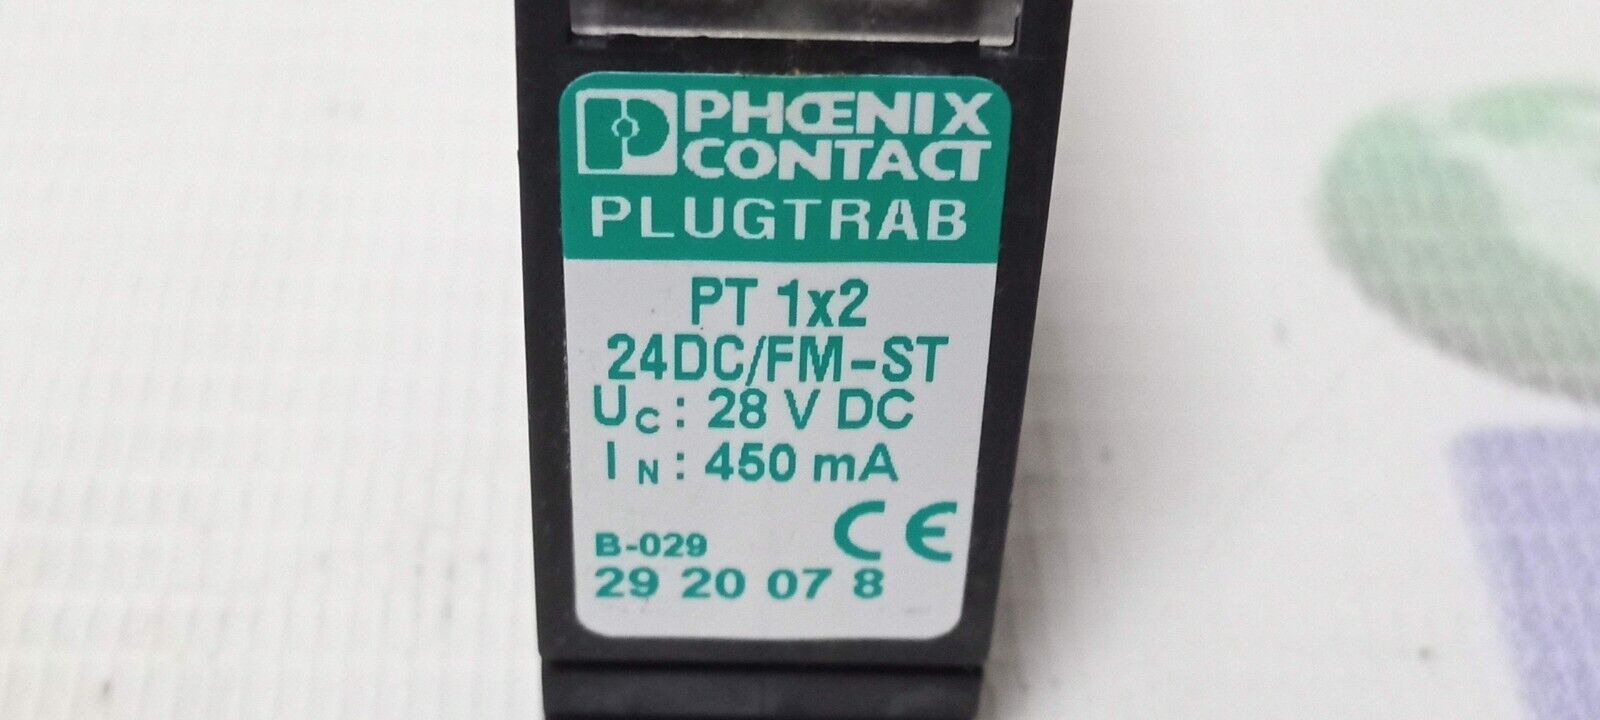 PHŒNIX
CONTACT
PLUGTRAB
PT 1x2
24DC/FM-ST
UC: 28 V DC
IN: 450 mA
CE
B-029
29 20 07 8